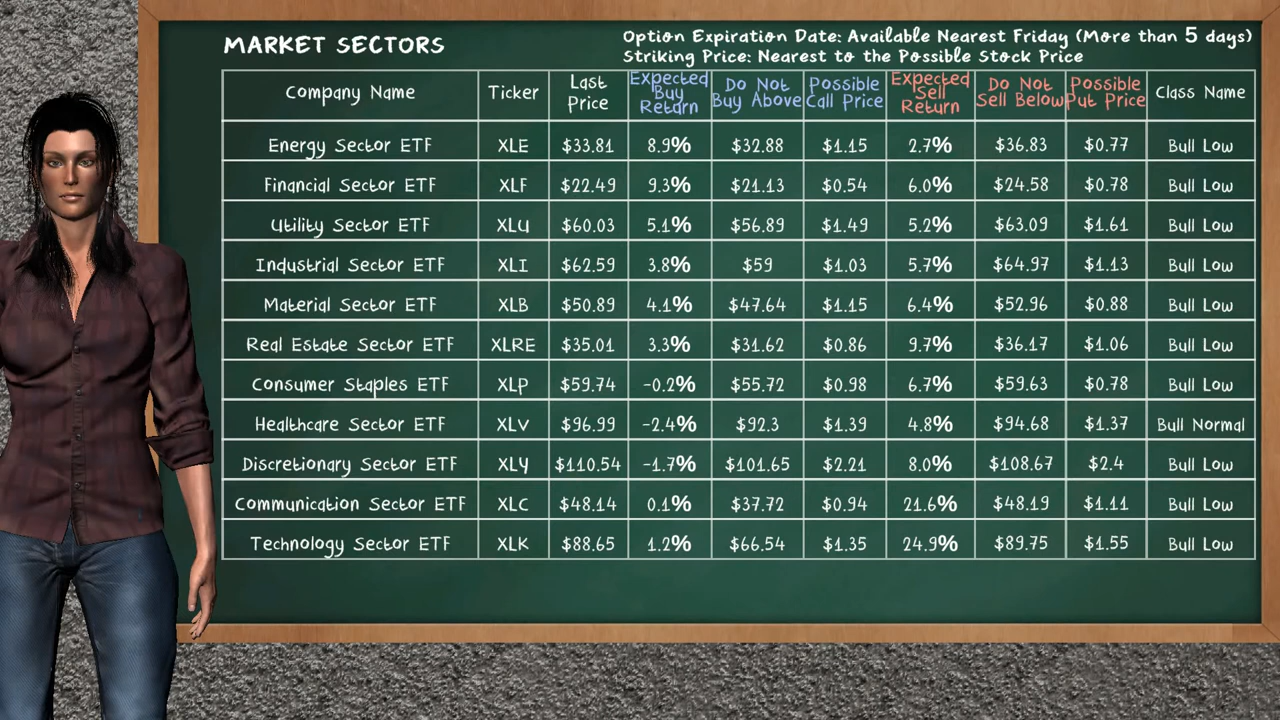 MARKET SECTORS
Option Expiration Date: Available Nearest Friday (More than 5 days)
Striking Price: Nearest to the Possible Stock Price
Company Name Ticker Last Price Expected Buy Return Do Not Buy Above Possible Call Price Expected Sell Return Do Not Sell Below Possible Put Price Class Name
Energy Sector ETF XLE $33.81 8.9% $32.88 $1.15 2.7% $36.83 $0.77 Bull Low
Financial Sector ETF XLF $22.49 9.3% $21.13 $0.54 6.0% $24.58 $0.78 Bull Low
Utility Sector ETF XLU $60.03 5.1% $56.89 $1.49 5.2% $63.09 $1.61 Bull Low
Industrial Sector ETF XLI $62.59 3.8% $59 $1.03 5.7% $64.97 $1.13 Bull Low
Material Sector ETF XLB $50.89 4.1% $47.64 $1.15 6.4% $52.96 $0.88 Bull Low
Real Estate Sector ETF XLRE $35.01 3.3% $31.62 $0.86 9.7% $36.17 $1.06 Bull Low
Consumer Staples ETF XLP $59.74 -0.2% $55.72 $0.98 6.7% $59.63 $0.78 Bull Low
Healthcare Sector ETF XLV $96.99 -2.4% $92.3 $1.39 4.8% $94.68 $1.37 Bull Normal
Discretionary Sector ETF XLY $110.54 -1.7% $101.65 $2.21 8.0% $108.67 $2.4 Bull Low
Communication Sector ETF XLC $48.14 0.1% $37.72 $0.94 21.6% $48.19 $1.11 Bull Low
Technology Sector ETF XLK $88.65 1.2% $66.54 $1.35 24.9% $89.75 $1.55 Bull Low